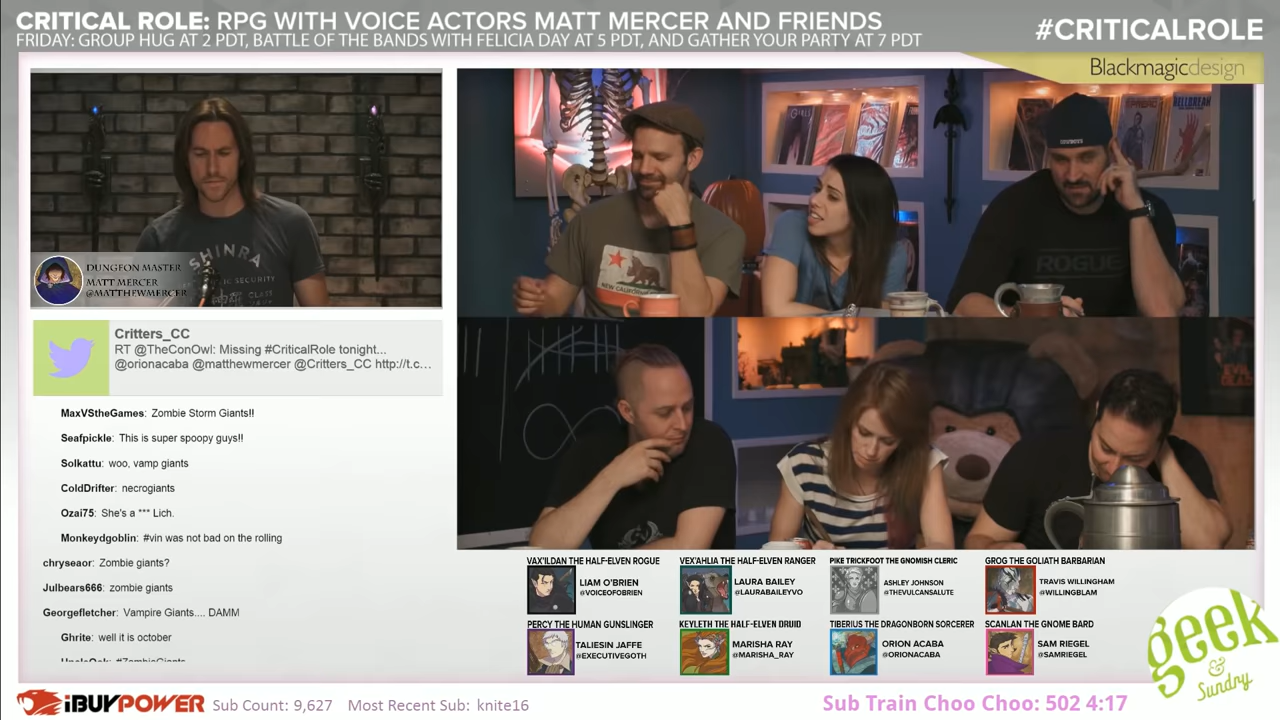 CRITICAL ROLE: RPG WITH VOICE ACTORS MATT MERCER AND FRIENDS
FRIDAY: GROUP HUG AT 2 PDT, BATTLE OF THE BANDS WITH FELICIA DAY AT 5 PDT, AND GATHER YOUR PARTY AT 7 PDT
#CRITICALROLE
Blackmagicdesign
SHINRA
DUNGEON MASTER
MATT MERCER
@MATTHEWMERCER
ROGUE
Critters_CC
RT @TheConOwl: Missing #CriticalRole tonight...
@orionacaba @matthewmercer @Critters_CC http://t.c…
MaxVStheGames: Zombie Storm Giants!!
Seafpickle: This is super spoopy guys!!
Solkattu: woo, vamp giants
ColdDrifter: necrogiants
Ozai75: She's a *** Lich.
Monkeydgoblin: #vin was not bad on the rolling
chryseaor: Zombie giants?
Julbears666: zombie giants
Georgefletcher: Vampire Giants.... DAMM
Ghrite: well it is october
VAX'ILDAN THE HALF-ELVEN ROGUE
LIAM O'BRIEN
@VOICEOFOBRIEN
VEX'AHLIA THE HALF-ELVEN RANGER
LAURA BAILEY
@LAURABAILEYVO
PIKE TRICKFOOT THE GNOMISH CLERIC
ASHLEY JOHNSON
@THEVULCANSALUTE
GROG THE GOLIATH BARBARIAN
TRAVIS WILLINGHAM
@WILLINGBLAM
PERCY THE HUMAN GUNSLINGER
TALIESIN JAFFE
@EXECUTIVEGOTH
KEYLETH THE HALF-ELVEN DRUID
MARISHA RAY
@MARISHA_RAY
TIBERIUS THE DRAGONBORN SORCERER
ORION ACABA
@ORIONACABA
SCANLAN THE GNOME BARD
SAM RIEGEL
@SAMRIEGEL
geek
&
Sundry
iBUYPOWER
Sub Count: 9,627 Most Recent Sub: knite16
Sub Train Choo Choo: 502 4:17